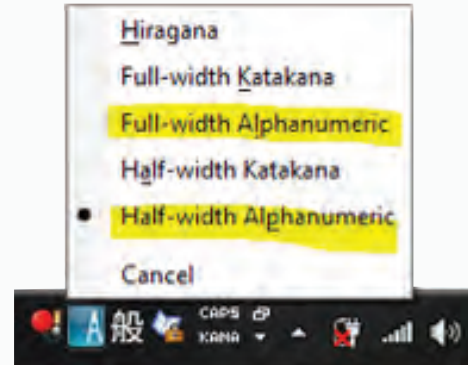 Hiragana
Full-width Katakana
Full-width Alphanumeric
Half-width Katakana
Half-width Alphanumeric
Cancel
A 般 CAPS
KANA